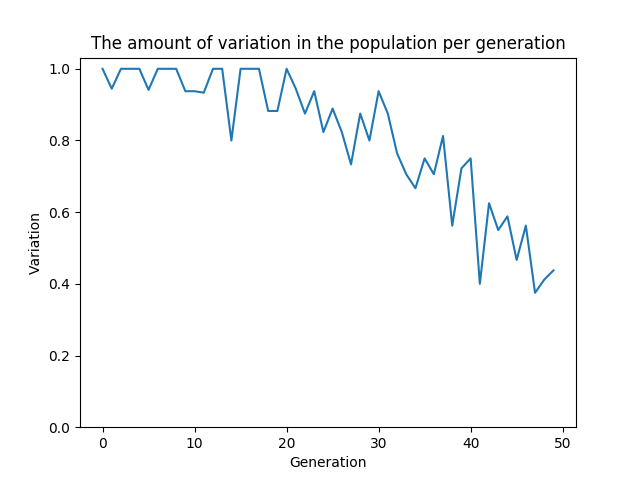 The amount of variation in the population per generation
1.0
0.8
0.6
0.4
0.2
0.0
Variation
0 10 20 30 40 50
Generation